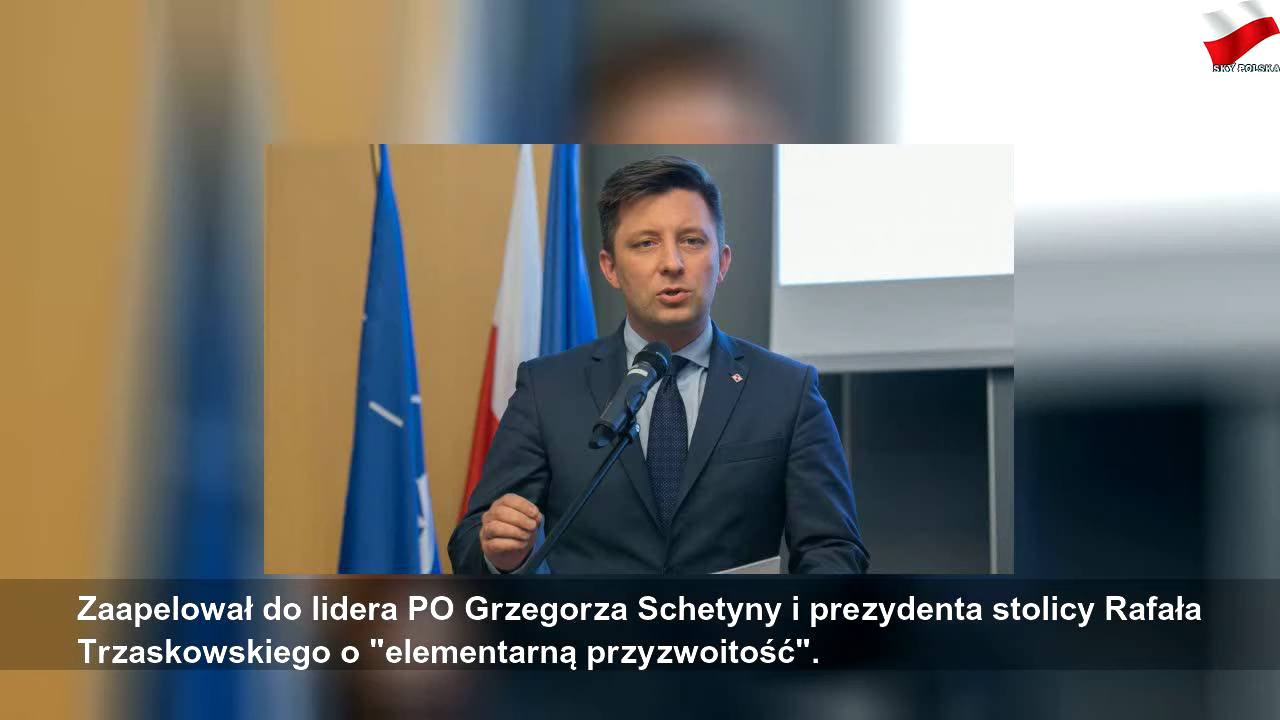 SKY POLSKA
Zaapelował do lidera PO Grzegorza Schetyny i prezydenta stolicy Rafała
Trzaskowskiego o "elementarną przyzwoitość".